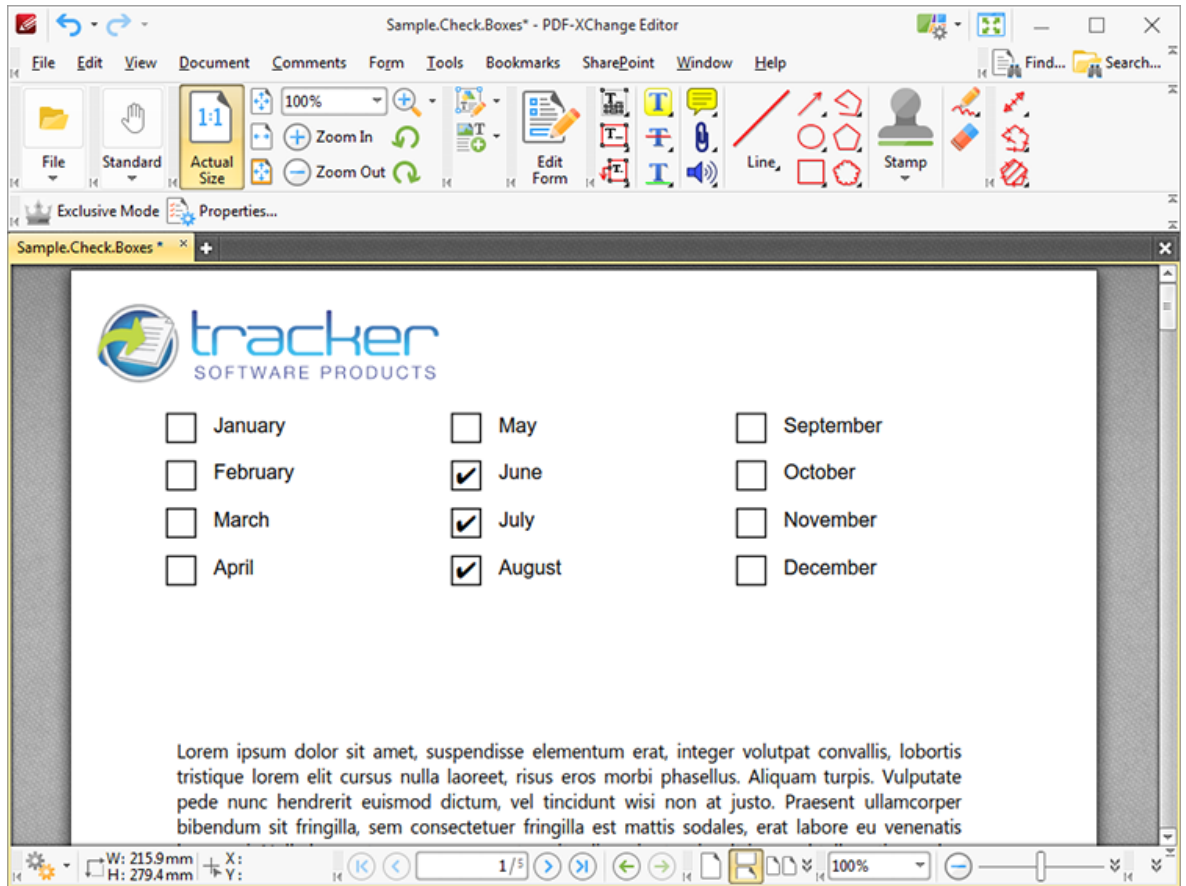 Sample.Check.Boxes* - PDF-XChange Editor
File Edit View Document Comments Form Tools Bookmarks SharePoint Window Help Find... Search...
File
Standard
1:1
Actual
Size
100%
Zoom In
Zoom Out
Edit
Form
Line
Stamp
Exclusive Mode Properties...
Sample.Check.Boxes *
tracker
SOFTWARE PRODUCTS
January May September
February June October
March July November
April August December
Lorem ipsum dolor sit amet, suspendisse elementum erat, integer volutpat convallis, lobortis
tristique lorem elit cursus nulla laoreet, risus eros morbi phasellus. Aliquam turpis. Vulputate
pede nunc hendrerit euismod dictum, vel tincidunt wisi non at justo. Praesent ullamcorper
bibendum sit fringilla, sem consectetuer fringilla est mattis sodales, erat labore eu venenatis
W: 215.9mm X:
H: 279.4mm Y:
1/5
100%